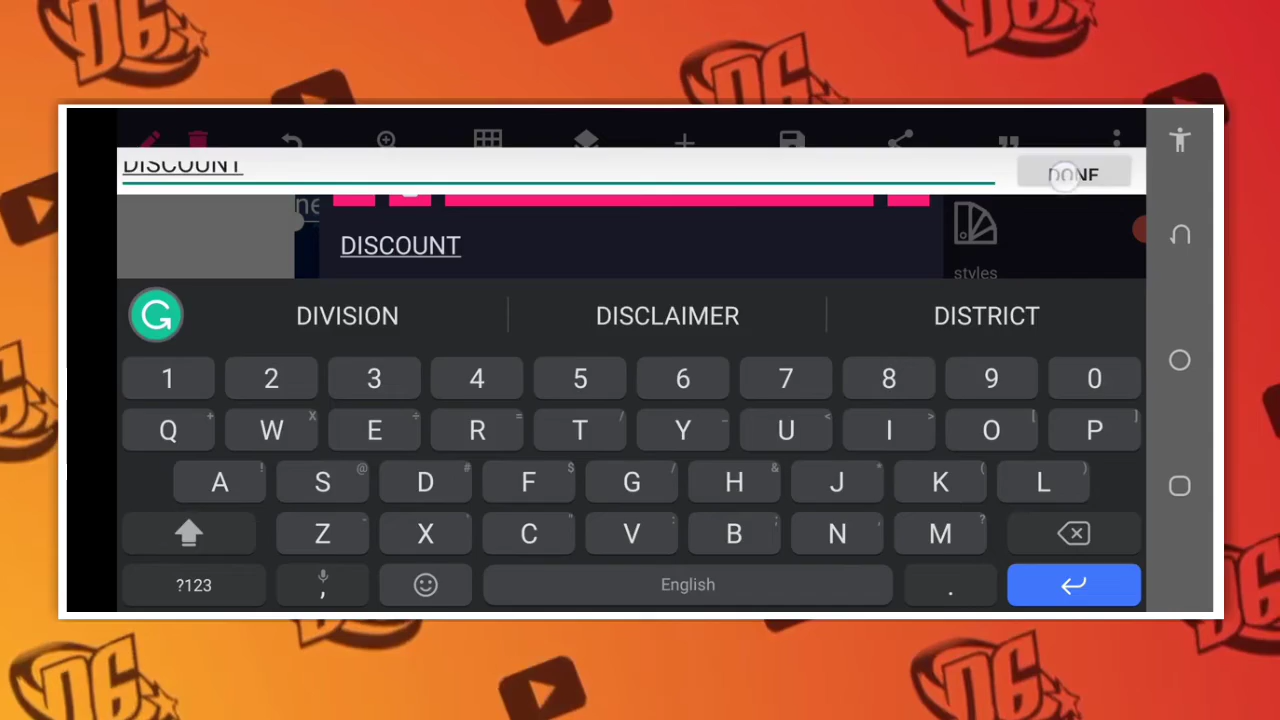 DISCOUNT
DONE
DISCOUNT
styles
DIVISION DISCLAIMER DISTRICT
1 2 3 4 5 6 7 8 9 0
Q + W X E ÷ R = T / Y _ U < I > O [ P ]
A ! S @ D # F $ G / H & J * K ( L )
Z - X ' C " V : B ; N , M ?
?123 , English .